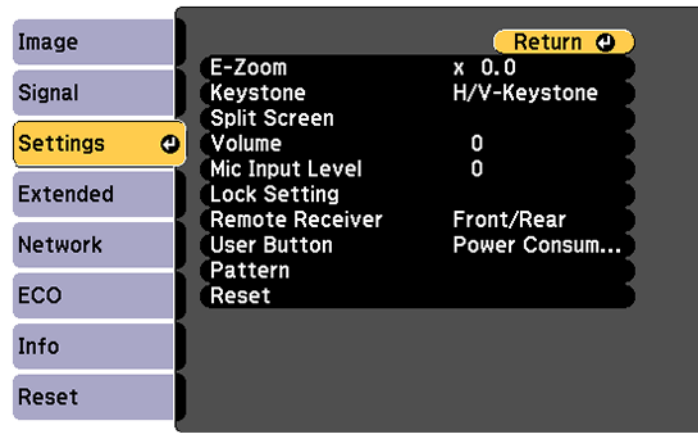 Image
Signal
Settings
Extended
Network
ECO
Info
Reset
Return
E-Zoom x 0.0
Keystone H/V-Keystone
Split Screen
Volume 0
Mic Input Level 0
Lock Setting
Remote Receiver Front/Rear
User Button Power Consum...
Pattern
Reset